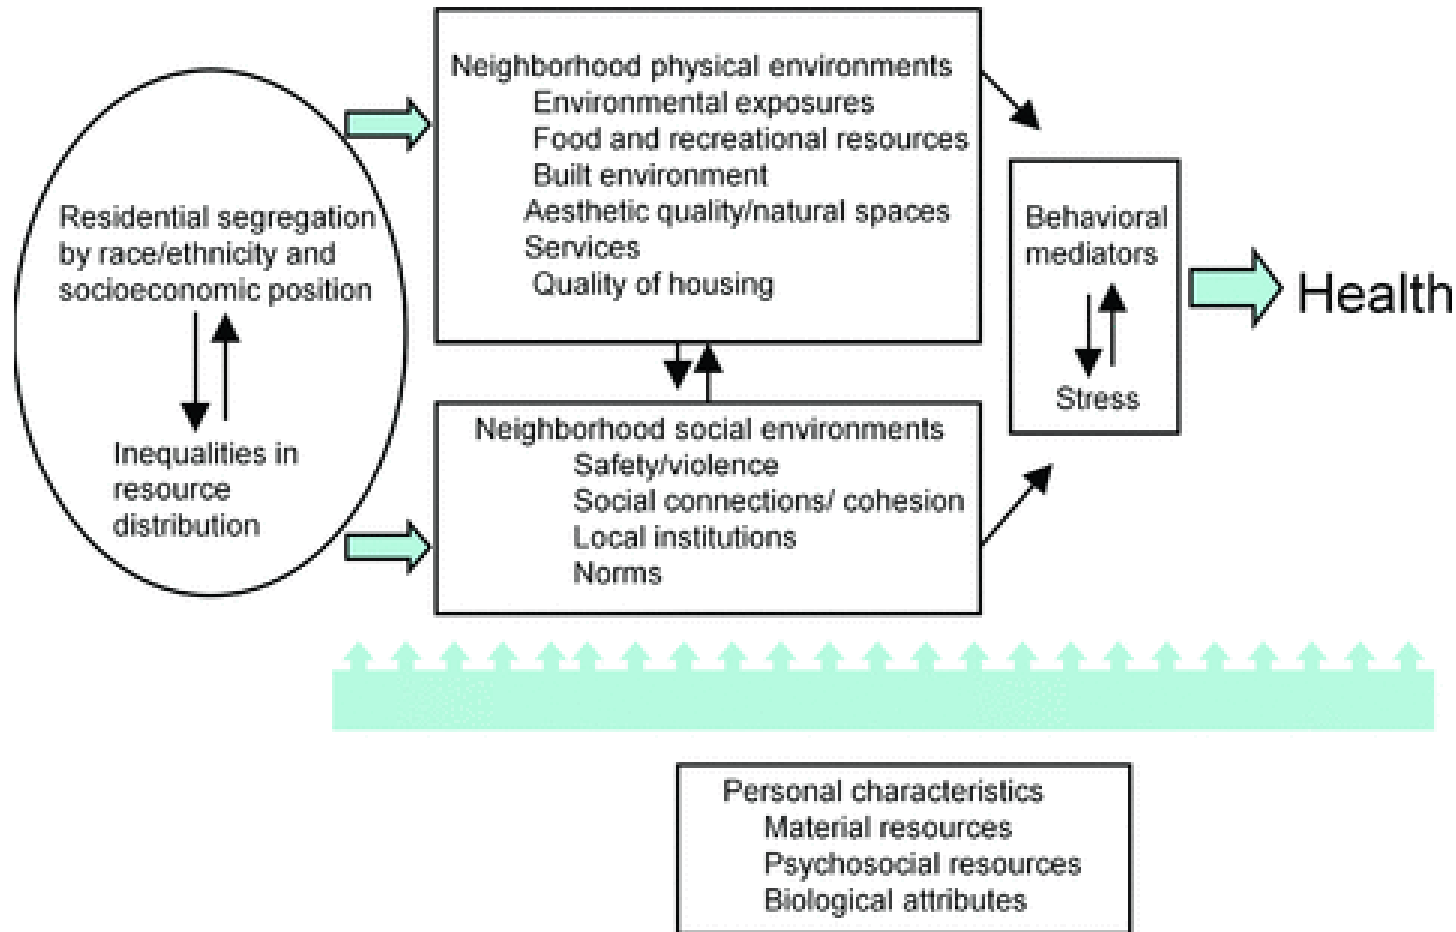 Residential segregation
by race/ethnicity and
socioeconomic position
Inequalities in
resource
distribution
Neighborhood physical environments
Environmental exposures
Food and recreational resources
Built environment
Aesthetic quality/natural spaces
Services
Quality of housing
Neighborhood social environments
Safety/violence
Social connections/ cohesion
Local institutions
Norms
Behavioral
mediators
Stress
Health
Personal characteristics
Material resources
Psychosocial resources
Biological attributes